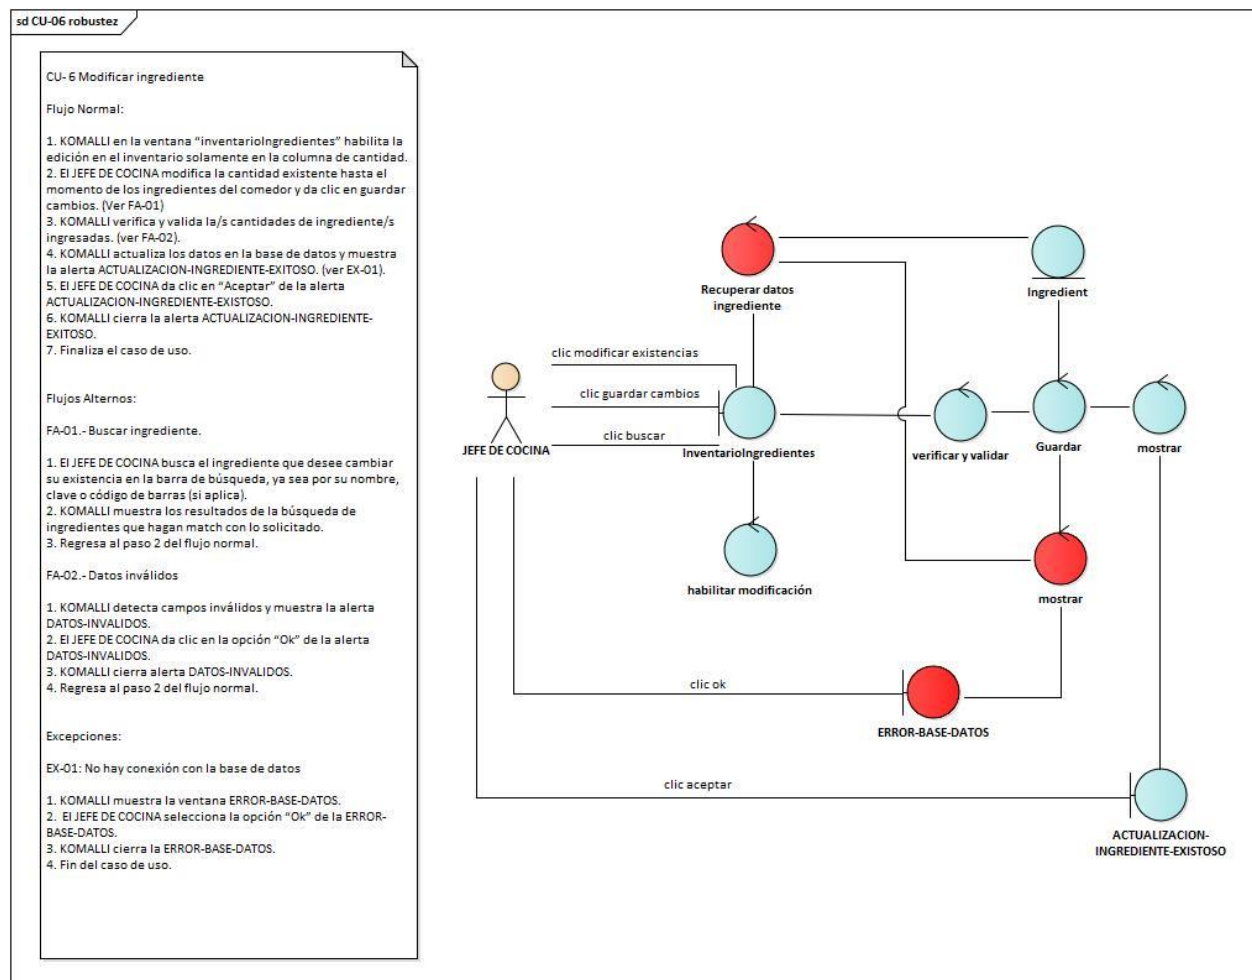 sd CU-06 robustez
CU- 6 Modificar ingrediente
Flujo Normal:
1. KOMALLI en la ventana “inventarioIngredientes” habilita la
edición en el inventario solamente en la columna de cantidad.
2. El JEFE DE COCINA modifica la cantidad existente hasta el
momento de los ingredientes del comedor y da clic en guardar
cambios. (Ver FA-01)
3. KOMALLI verifica y valida la/s cantidades de ingrediente/s
ingresadas. (ver FA-02).
4. KOMALLI actualiza los datos en la base de datos y muestra
la alerta ACTUALIZACION-INGREDIENTE-EXITOSO. (ver EX-01).
5. El JEFE DE COCINA da clic en “Aceptar” de la alerta
ACTUALIZACION-INGREDIENTE-EXISTOSO.
6. KOMALLI cierra la alerta ACTUALIZACION-INGREDIENTE-
EXITOSO.
7. Finaliza el caso de uso.
Flujos Alternos:
FA-01.- Buscar ingrediente.
1. El JEFE DE COCINA busca el ingrediente que desee cambiar
su existencia en la barra de búsqueda, ya sea por su nombre,
clave o código de barras (si aplica).
2. KOMALLI muestra los resultados de la búsqueda de
ingredientes que hagan match con lo solicitado.
3. Regresa al paso 2 del flujo normal.
FA-02.- Datos inválidos
1. KOMALLI detecta campos inválidos y muestra la alerta
DATOS-INVALIDOS.
2. El JEFE DE COCINA da clic en la opción “Ok” de la alerta
DATOS-INVALIDOS.
3. KOMALLI cierra alerta DATOS-INVALIDOS.
4. Regresa al paso 2 del flujo normal.
Excepciones:
EX-01: No hay conexión con la base de datos
1. KOMALLI muestra la ventana ERROR-BASE-DATOS.
2.  El JEFE DE COCINA selecciona la opción “Ok” de la ERROR-
BASE-DATOS.
3. KOMALLI cierra la ERROR-BASE-DATOS.
4. Fin del caso de uso.
Recuperar datos
ingrediente
Ingredient
clic modificar existencias
clic guardar cambios
clic buscar
JEFE DE COCINA
InventarioIngredientes
verificar y validar
Guardar
mostrar
habilitar modificación
mostrar
clic ok
ERROR-BASE-DATOS
clic aceptar
ACTUALIZACION-
INGREDIENTE-EXISTOSO